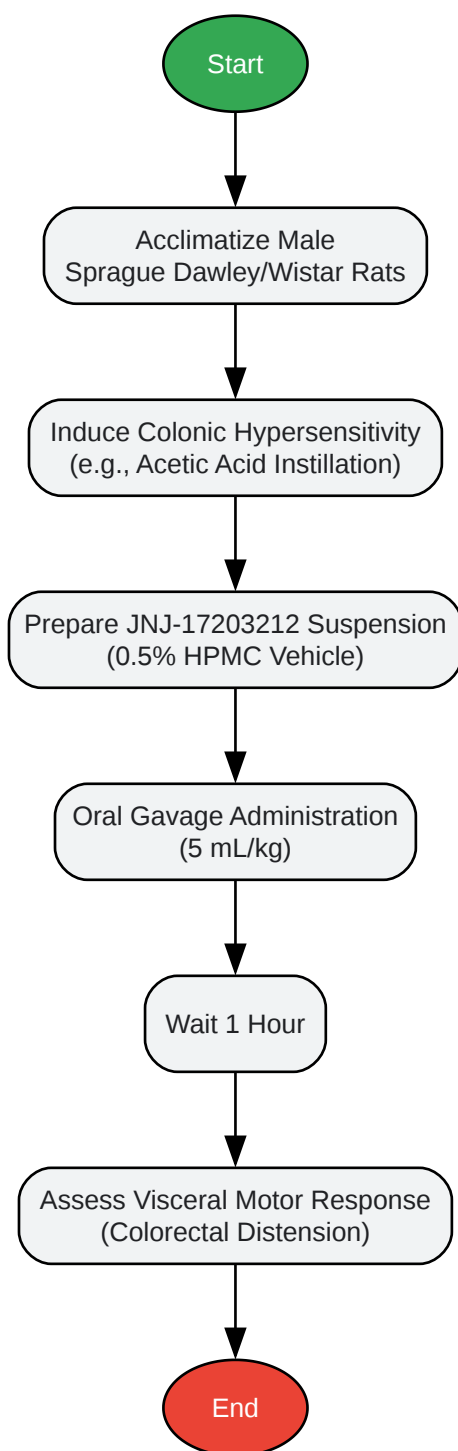 Start
Acclimatize Male
Sprague Dawley/Wistar Rats
Induce Colonic Hypersensitivity
(e.g., Acetic Acid Instillation)
Prepare JNJ-17203212 Suspension
(0.5% HPMC Vehicle)
Oral Gavage Administration
(5 mL/kg)
Wait 1 Hour
Assess Visceral Motor Response
(Colorectal Distension)
End